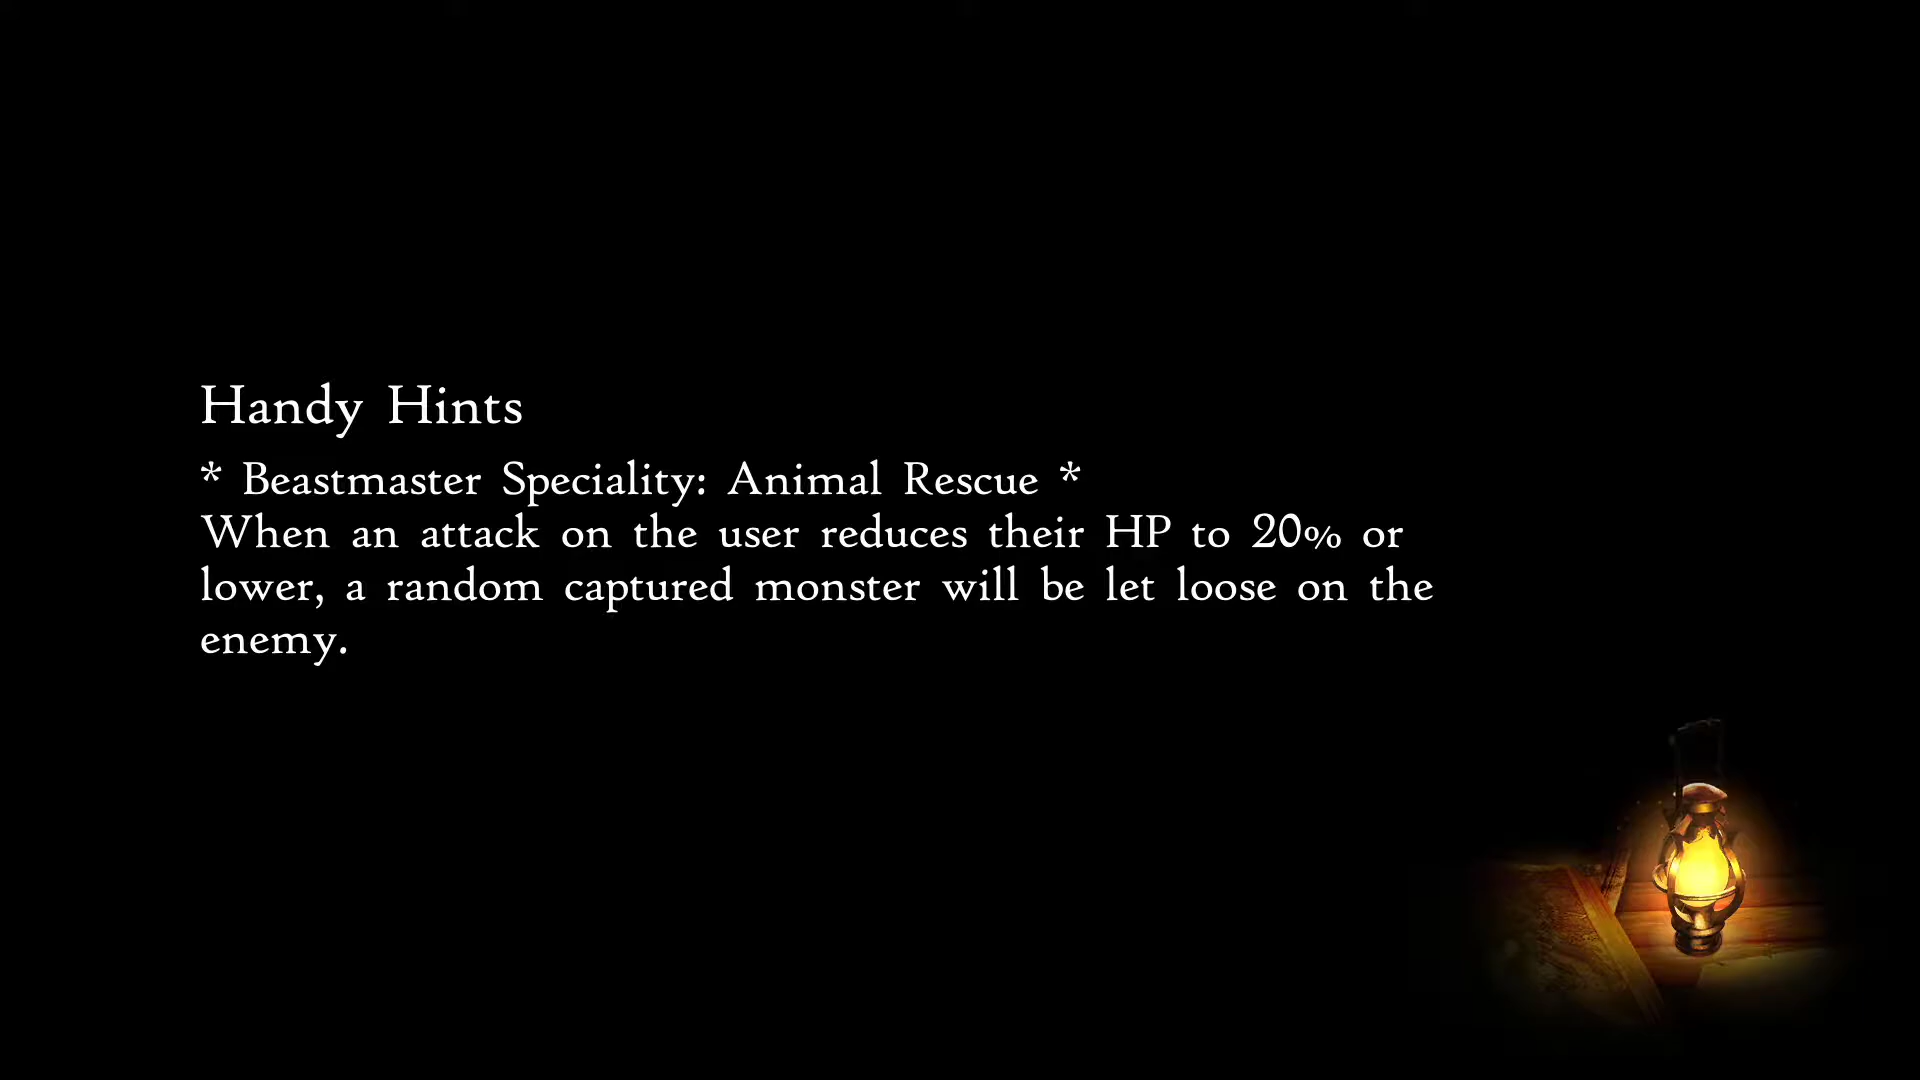 Handy Hints
* Beastmaster Speciality: Animal Rescue *
When an attack on the user reduces their HP to 20% or
lower, a random captured monster will be let loose on the
enemy.